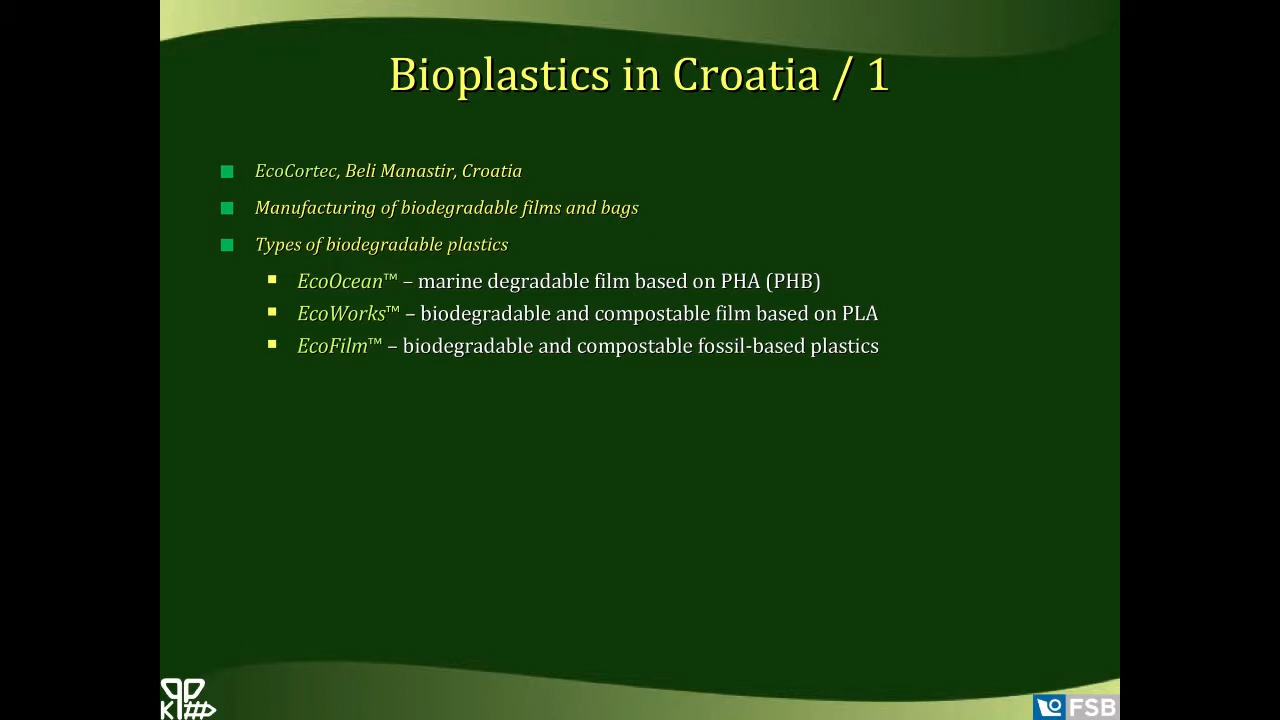 Bioplastics in Croatia / 1
EcoCortec, Beli Manastir, Croatia
Manufacturing of biodegradable films and bags
Types of biodegradable plastics
EcoOcean™ – marine degradable film based on PHA (PHB)
EcoWorks™ – biodegradable and compostable film based on PLA
EcoFilm™ – biodegradable and compostable fossil-based plastics
FSB